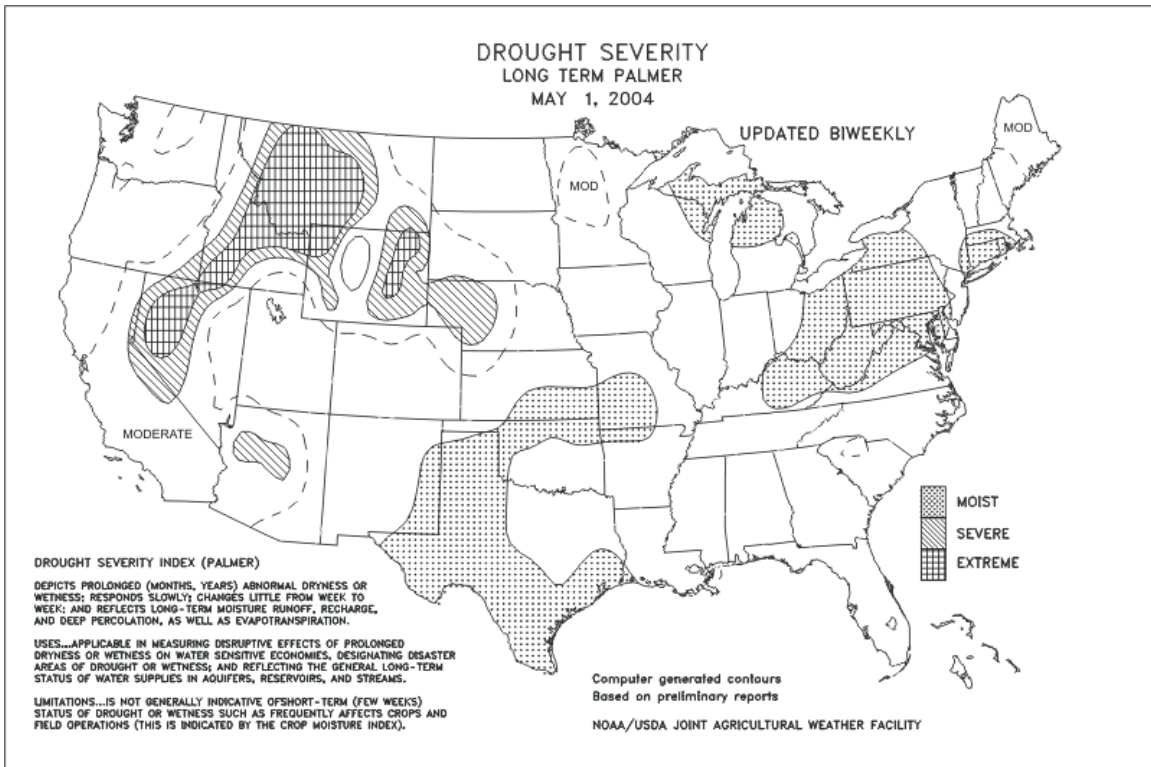 DROUGHT SEVERITY
LONG TERM PALMER
MAY 1, 2004
UPDATED BIWEEKLY
MOD
MOD
MODERATE
MOIST
SEVERE
EXTREME
DROUGHT SEVERITY INDEX (PALMER)
DEPICTS PROLONGED (MONTHS, YEARS) ABNORMAL DRYNESS OR
WETNESS; RESPONDS SLOWLY; CHANGES LITTLE FROM WEEK TO
WEEK; AND REFLECTS LONG-TERM MOISTURE RUNOFF, RECHARGE,
AND DEEP PERCOLATION, AS WELL AS EVAPOTRANSPIRATION.
USES...APPLICABLE IN MEASURING DISRUPTIVE EFFECTS OF PROLONGED
DRYNESS OR WETNESS ON WATER SENSITIVE ECONOMIES, DESIGNATING DISASTER
AREAS OF DROUGHT OR WETNESS; AND REFLECTING THE GENERAL LONG-TERM
STATUS OF WATER SUPPLIES IN AQUIFERS, RESERVOIRS, AND STREAMS.
LIMITATIONS...IS NOT GENERALLY INDICATIVE OFSHORT-TERM (FEW WEEKS)
STATUS OF DROUGHT OR WETNESS SUCH AS FREQUENTLY AFFECTS CROPS AND
FIELD OPERATIONS (THIS IS INDICATED BY THE CROP MOISTURE INDEX).
Computer generated contours
Based on preliminary reports
NOAA/USDA JOINT AGRICULTURAL WEATHER FACILITY